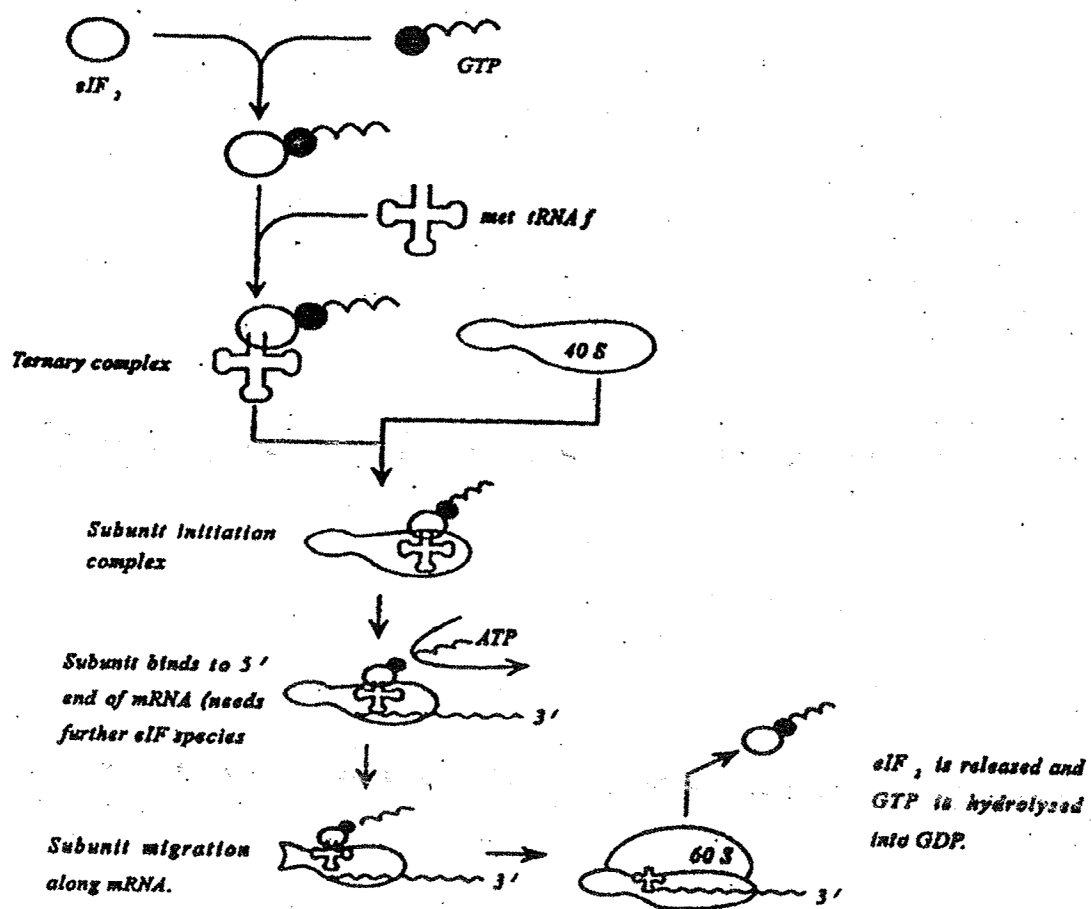 eIF 2
GTP
met tRNA f
Ternary complex
40 S
Subunit initiation
complex
ATP
Subunit binds to 5'
end of mRNA (needs
further eIF species
3'
eIF 2 is released and
GTP is hydrolysed
into GDP.
Subunit migration
along mRNA.
3'
60 S
3'